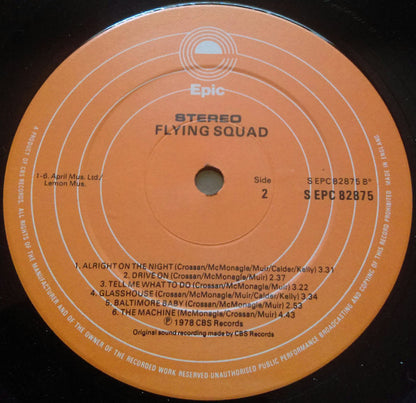 Epic
STEREO
FLYING SQUAD
1-6. April Mus. Ltd./
Lemon Mus.
Side
2
S EPC 82875 B°
S EPC 82875
1. ALRIGHT ON THE NIGHT (Crossan/McMonagle/Muir/Calder/Kelly) 3.31
2. DRIVE ON (Crossan/McMonagle/Muir) 2.37
3. TELL ME WHAT TO DO (Crossan/McMonagle/Muir) 3.22
4. GLASSHOUSE (Crossan/McMonagle/Muir/Calder/Kelly) 3.34
5. BALTIMORE BABY (Crossan/McMonagle/Muir) 2.53
6. THE MACHINE (McMonagle/Crossan/Muir) 4.43
℗ 1978 CBS Records
Original sound recording made by CBS Records
A PRODUCT OF CBS RECORDS. ALL RIGHTS OF THE MANUFACTURER AND OF THE OWNER OF THE RECORDED WORK RESERVED·UNAUTHORISED PUBLIC PERFORMANCE BROADCASTING AND COPYING OF THIS RECORD PROHIBITED MADE IN ENGLAND.